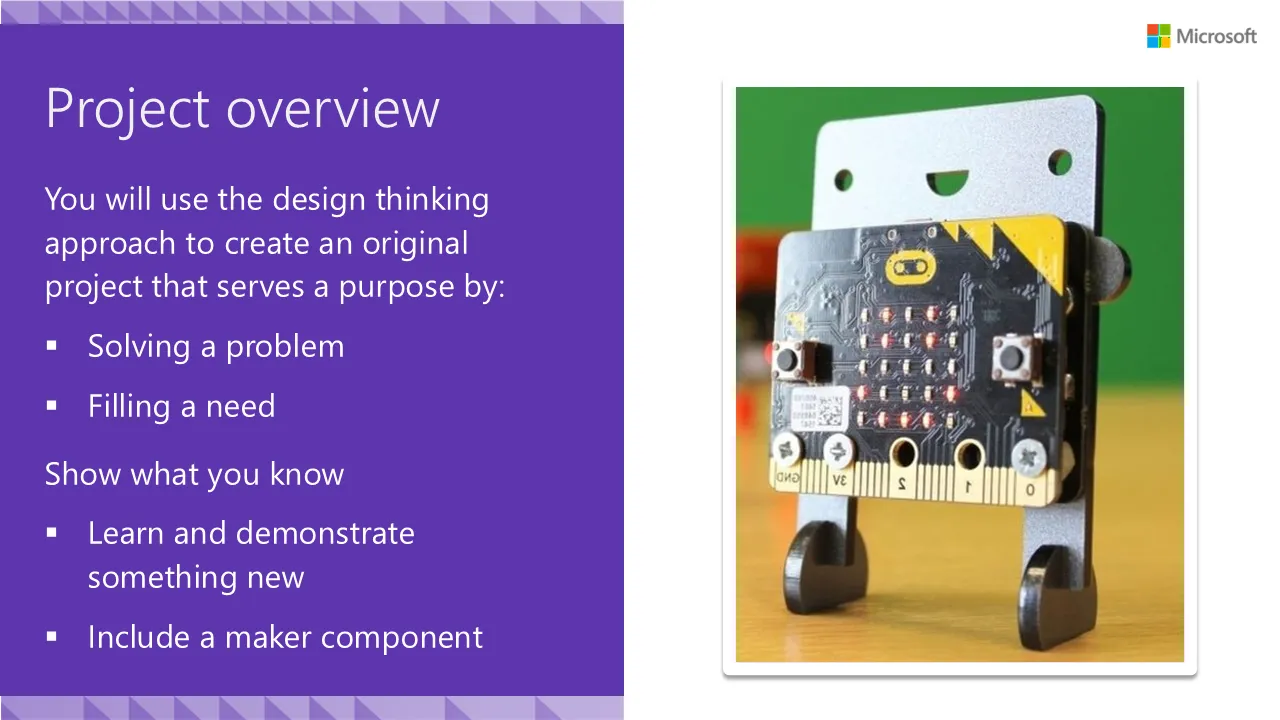 Microsoft
Project overview
You will use the design thinking
approach to create an original
project that serves a purpose by:
▪ Solving a problem
▪ Filling a need
Show what you know
▪ Learn and demonstrate
something new
▪ Include a maker component
GND 3V 2 1 0